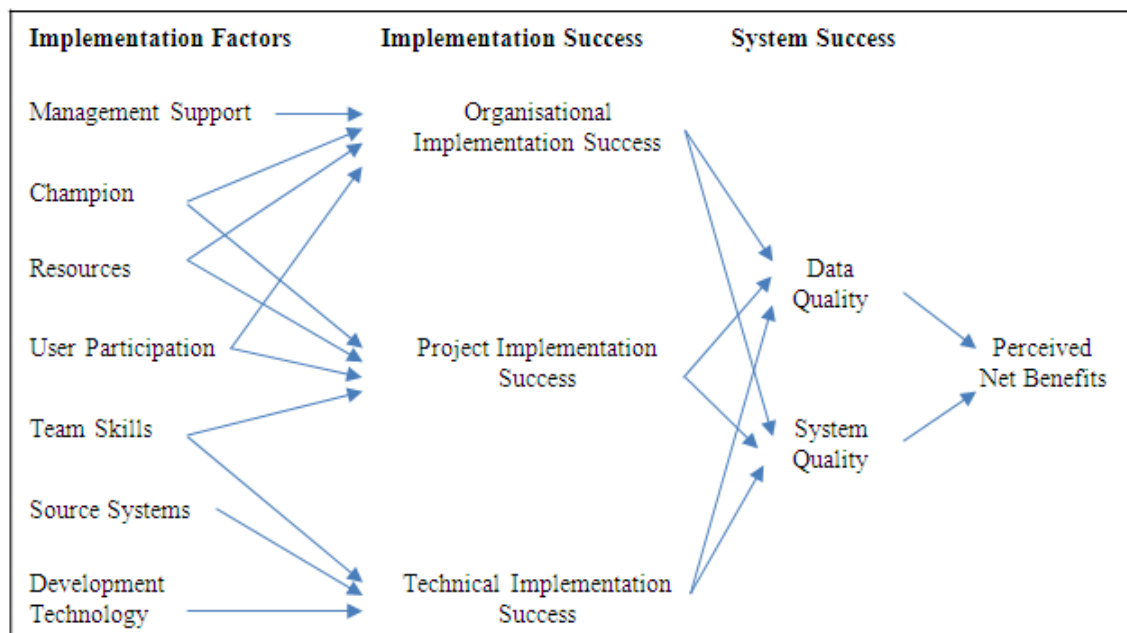 Implementation Factors
Implementation Success
System Success
Management Support
Champion
Resources
User Participation
Team Skills
Source Systems
Development
Technology
Organisational
Implementation Success
Project Implementation
Success
Technical Implementation
Success
Data
Quality
System
Quality
Perceived
Net Benefits